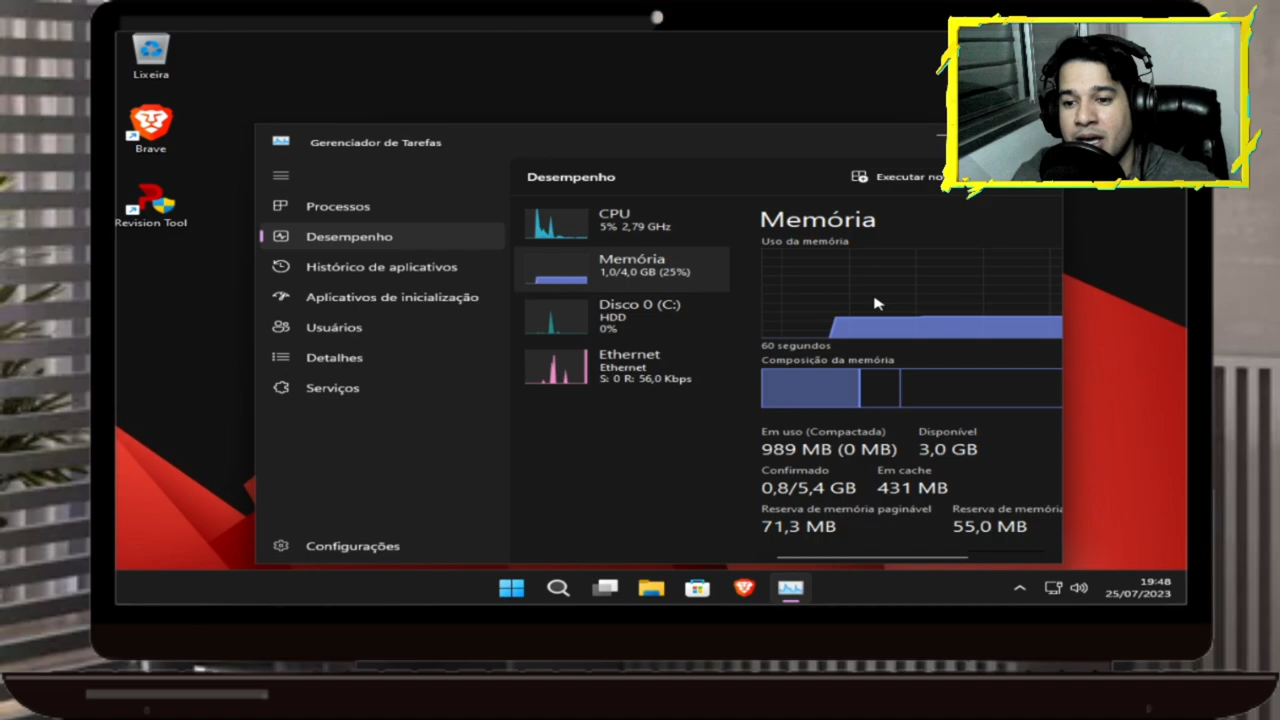 Lixeira
Brave
Revision Tool
Gerenciador de Tarefas
Processos
Desempenho
Histórico de aplicativos
Aplicativos de inicialização
Usuários
Detalhes
Serviços
Configurações
Desempenho
Executar no
CPU
5% 2,79 GHz
Memória
1,0/4,0 GB (25%)
Disco 0 (C:)
HDD
0%
Ethernet
Ethernet
S: 0 R: 56,0 Kbps
Memória
Uso da memória
60 segundos
Composição da memória
Em uso (Compactada)
Disponível
989 MB (0 MB)
3,0 GB
Confirmado
Em cache
0,8/5,4 GB
431 MB
Reserva de memória paginável
Reserva de memória
71,3 MB
55,0 MB
19:48
25/07/2023